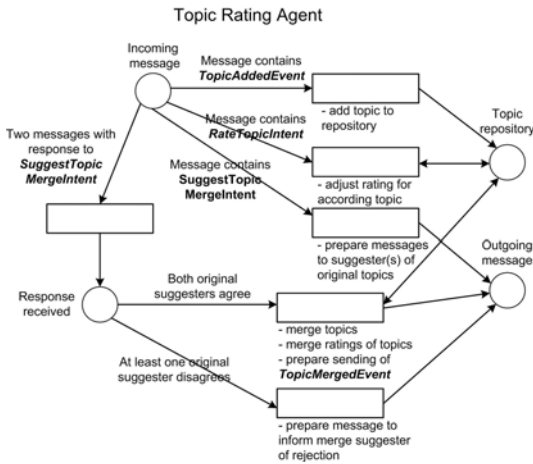 Topic Rating Agent
Incoming
message
Message contains
TopicAddedEvent
- add topic to
repository
Topic
repository
Message contains
RateTopicIntent
Two messages with
response to
SuggestTopic
MergeIntent
Message contains
SuggestTopic
MergeIntent
- adjust rating for
according topic
- prepare messages
to suggester(s) of
original topics
Outgoing
message
Response
received
Both original
suggesters agree
- merge topics
- merge ratings of topics
- prepare sending of
TopicMergedEvent
At least one original
suggester disagrees
- prepare message to
inform merge suggester
of rejection